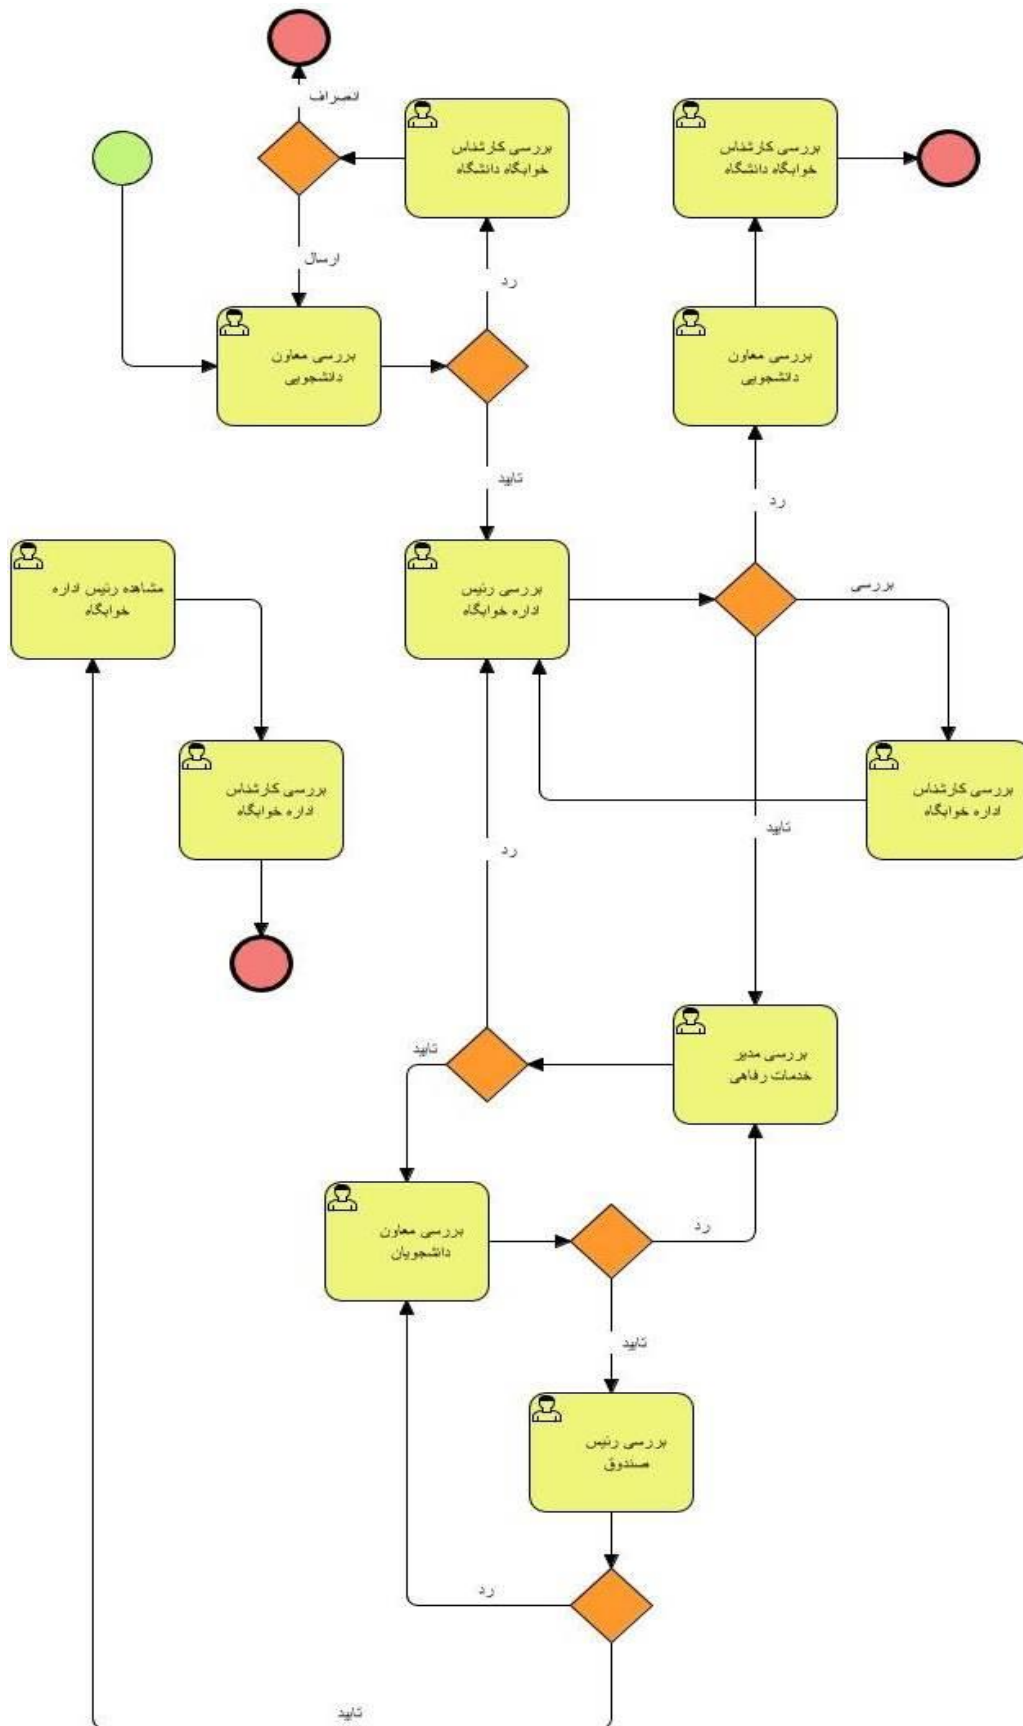 انصراف
بررسی کارشناس
خوابگاه دانشگاه
بررسی کارشناس
خوابگاه دانشگاه
ارسال
رد
بررسی معاون
دانشجویی
بررسی معاون
دانشجویی
تایید
رد
مشاهده رئیس اداره
خوابگاه
بررسی رئیس
اداره خوابگاه
بررسی
بررسی کارشناس
اداره خوابگاه
بررسی کارشناس
اداره خوابگاه
تایید
رد
تایید
بررسی مدیر
خدمات رفاهی
بررسی معاون
دانشجویان
رد
تایید
بررسی رئیس
صندوق
رد
تایید